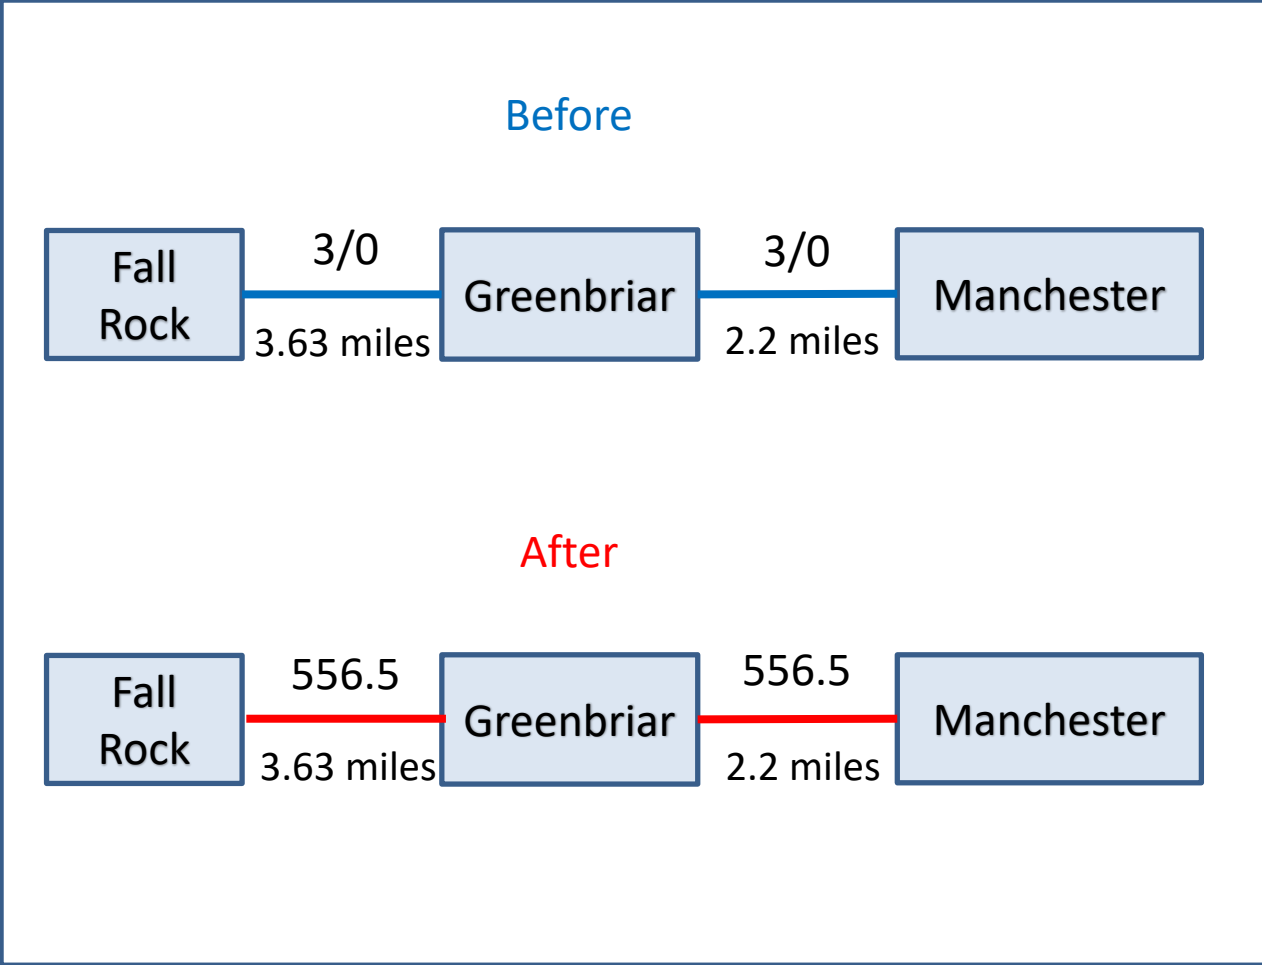 Before
Fall
Rock
3/0
3.63 miles
Greenbriar
3/0
2.2 miles
Manchester
After
Fall
Rock
556.5
3.63 miles
Greenbriar
556.5
2.2 miles
Manchester